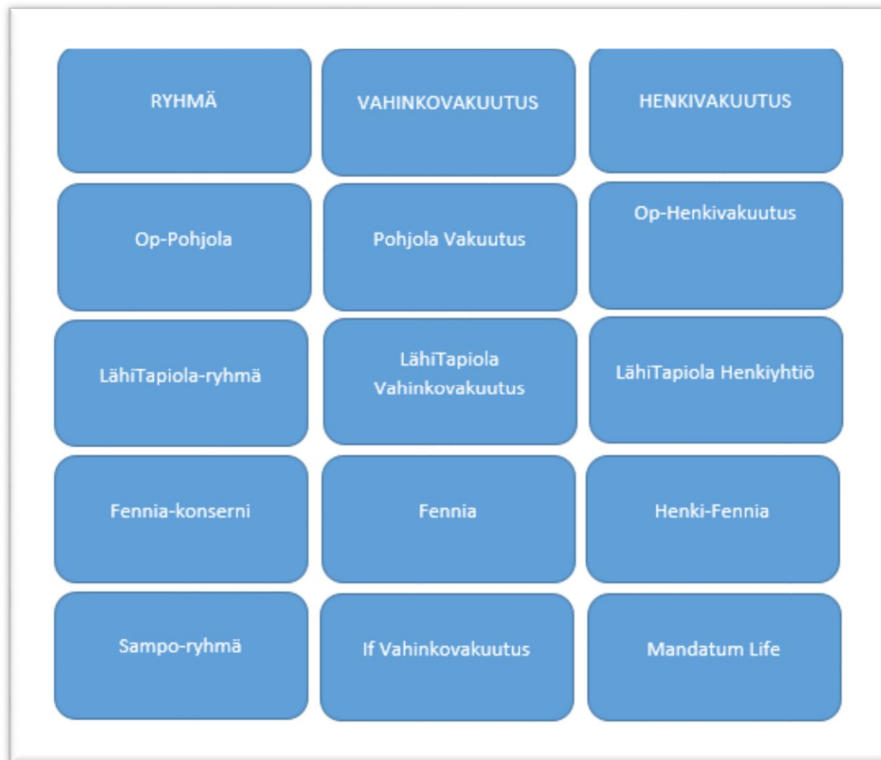 RYHMÄ
VAHINKOVAKUUTUS
HENKIVAKUUTUS
Op-Pohjola
Pohjola Vakuutus
Op-Henkivakuutus
LähiTapiola-ryhmä
LähiTapiola
Vahinkovakuutus
LähiTapiola Henkiyhtiö
Fennia-konserni
Fennia
Henki-Fennia
Sampo-ryhmä
If Vahinkovakuutus
Mandatum Life